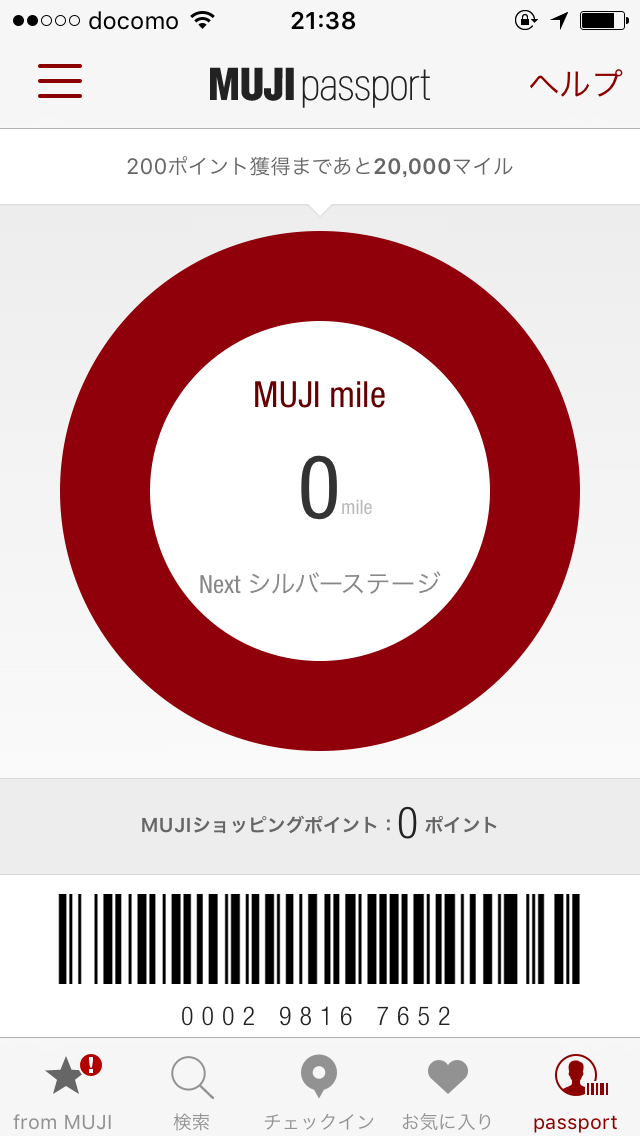 docomo 21:38
MUJI passport ヘルプ
200ポイント獲得まであと20,000マイル
MUJI mile
0 mile
Next シルバーステージ
MUJIショッピングポイント：0 ポイント
0002 9816 7652
from MUJI 検索 チェックイン お気に入り passport